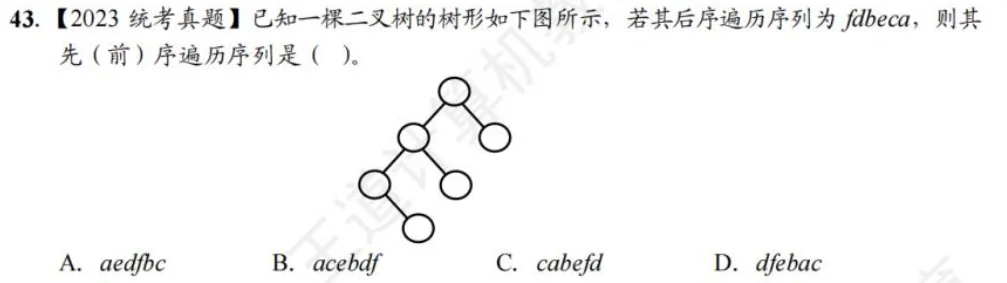 43.【2023 统考真题】已知一棵二叉树的树形如下图所示，若其后序遍历序列为 fdbeca，则其
先（前）序遍历序列是（ ）。
A. aedfbc B. acebdf C. cabefd D. dfebac